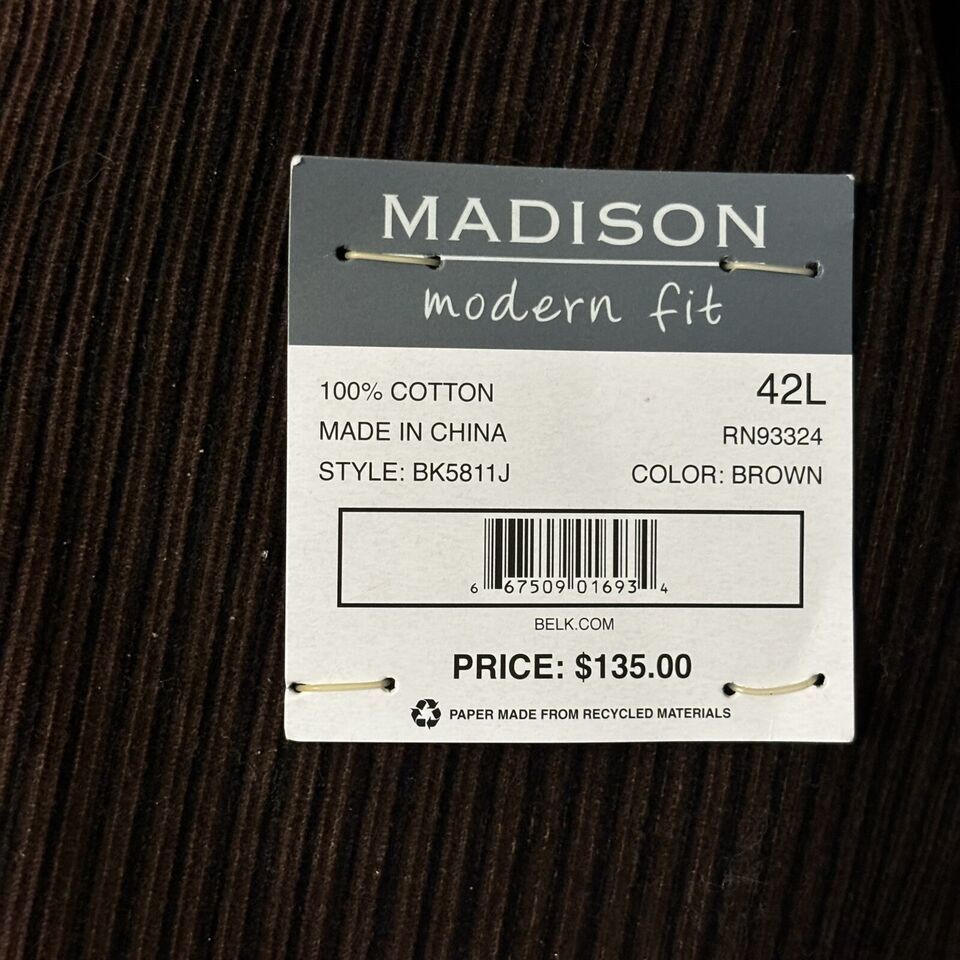 MADISON
modern fit
100% COTTON 42L
MADE IN CHINA RN93324
STYLE: BK5811J COLOR: BROWN
6 67509 01693 4
BELK.COM
PRICE: $135.00
PAPER MADE FROM RECYCLED MATERIALS